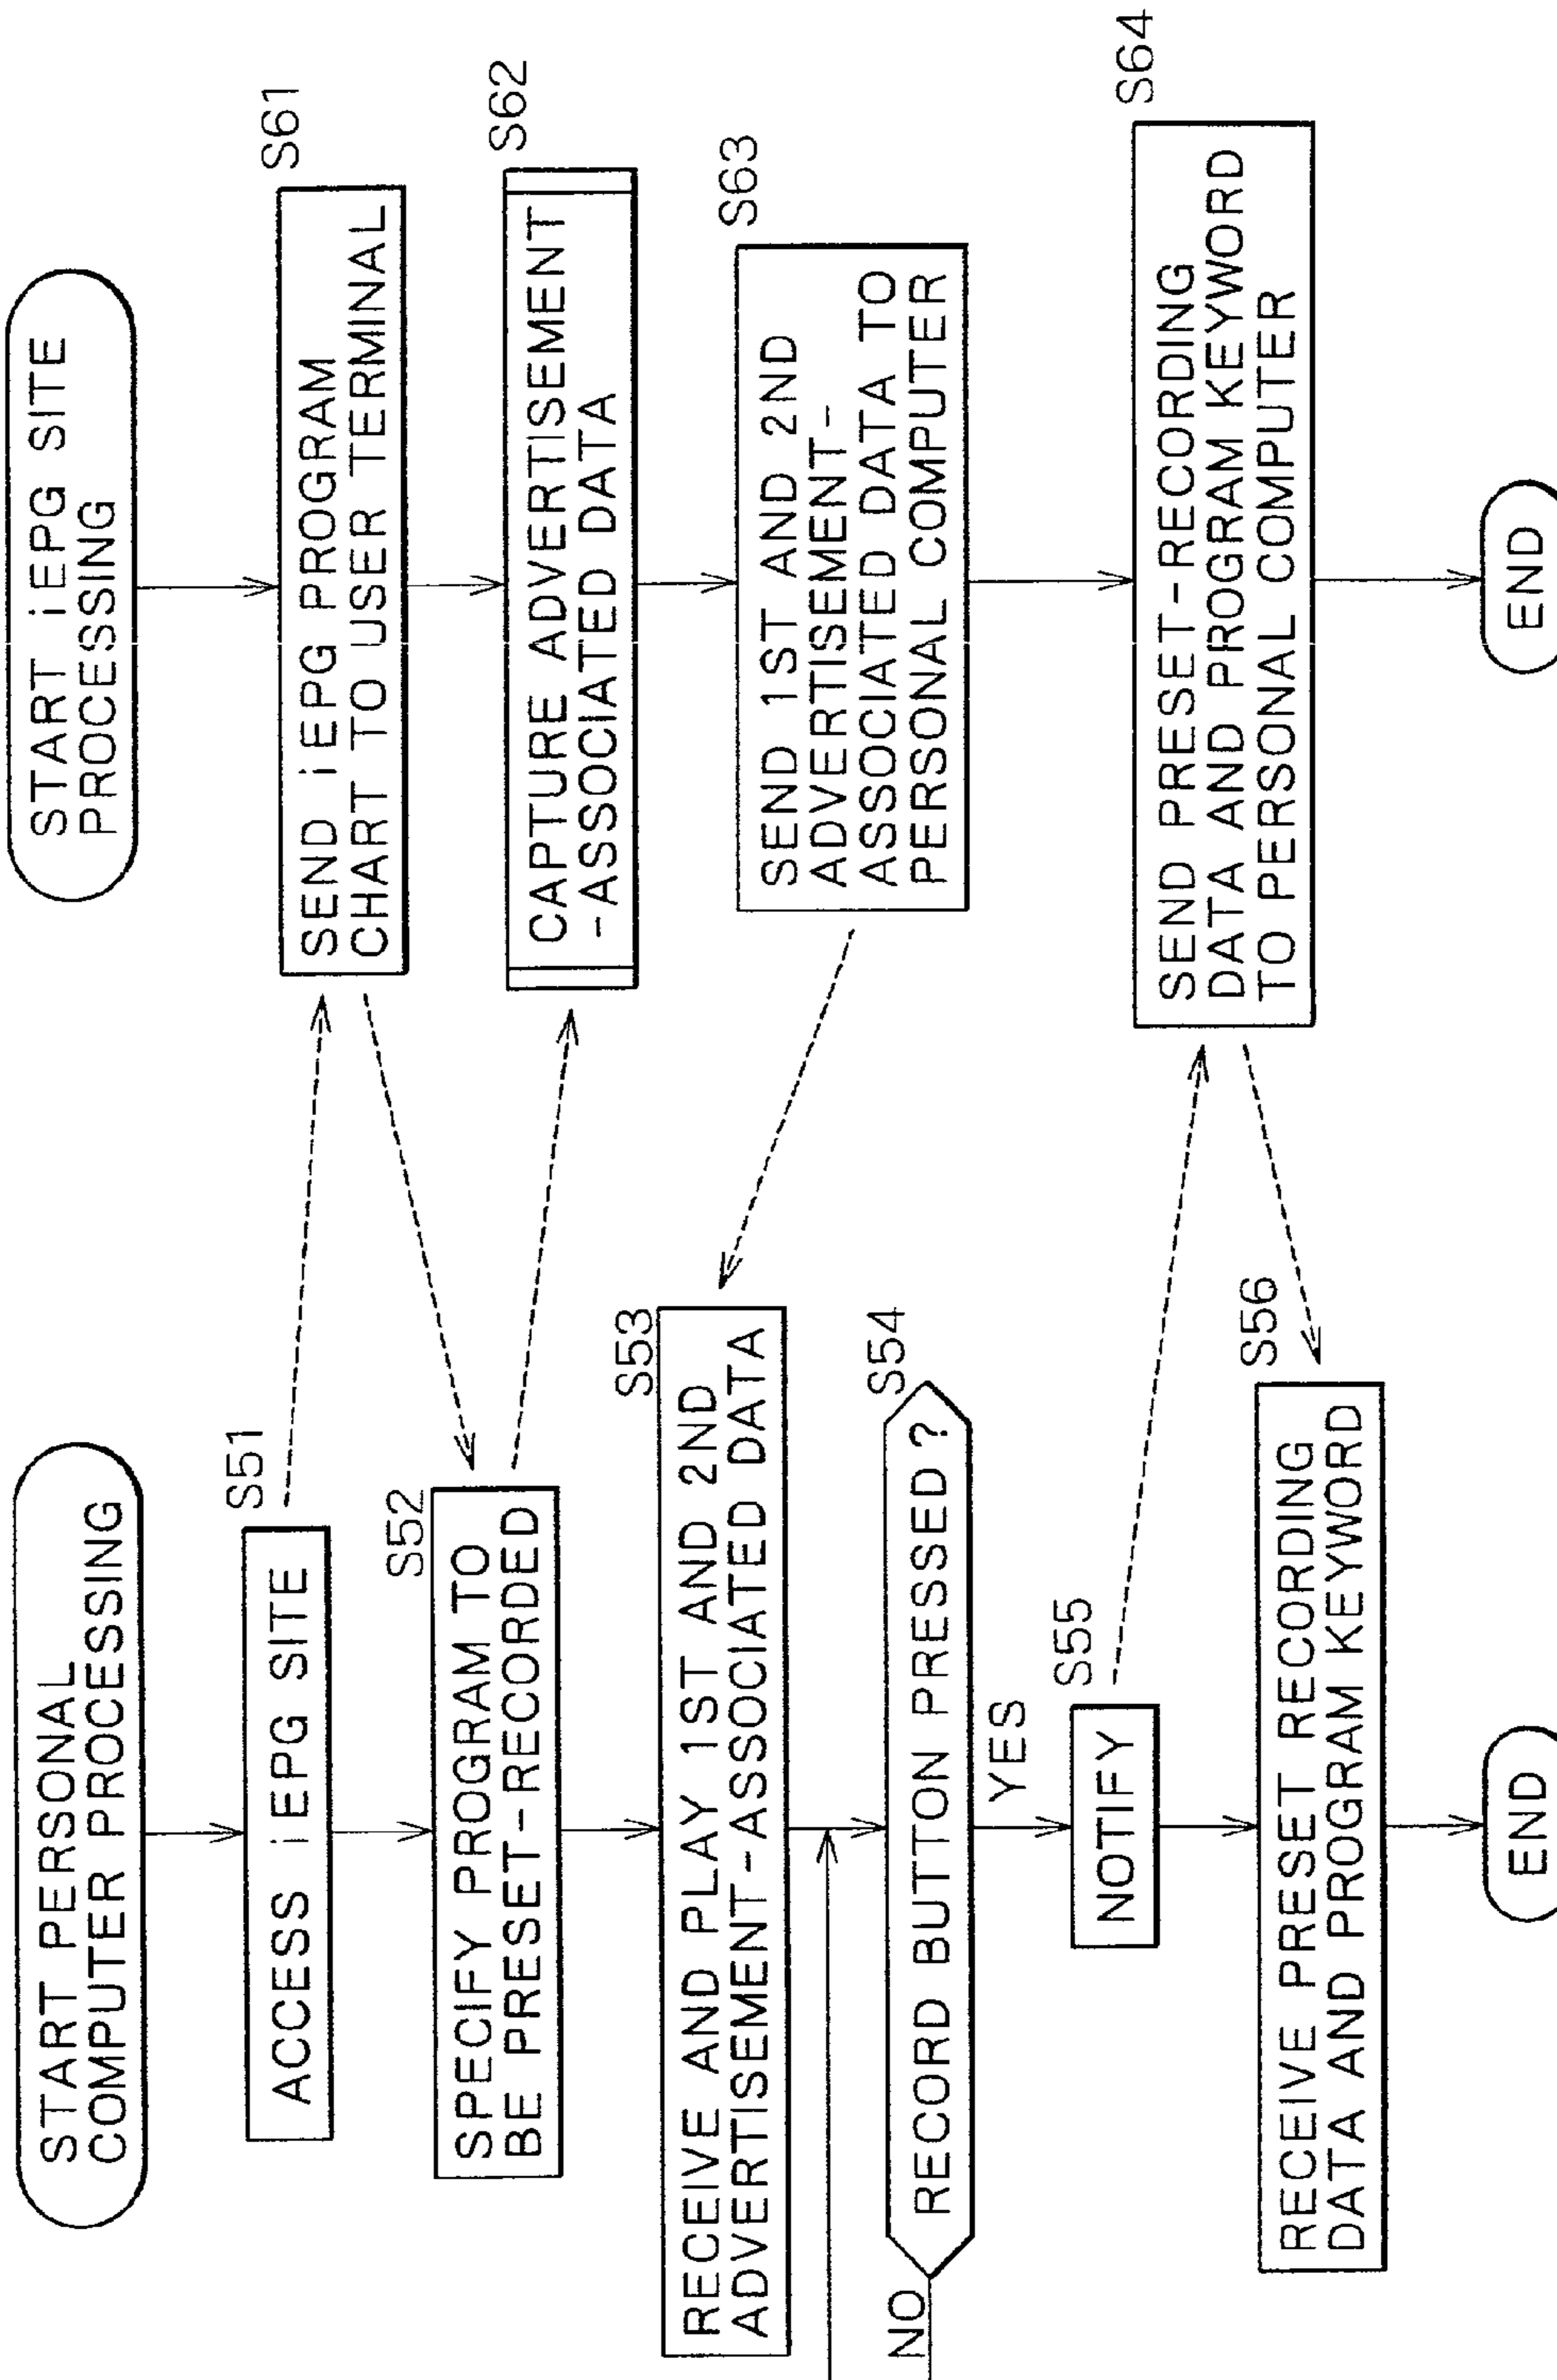 START PERSONAL
COMPUTER PROCESSING
S51
ACCESS iEPG SITE
S52
SPECIFY PROGRAM TO
BE PRESET-RECORDED
S53
RECEIVE AND PLAY 1ST AND 2ND
ADVERTISEMENT-ASSOCIATED DATA
S54
RECORD BUTTON PRESSED ?
NO
YES
S55
NOTIFY
S56
RECEIVE PRESET RECORDING
DATA AND PROGRAM KEYWORD
END
START iEPG SITE
PROCESSING
S61
SEND iEPG PROGRAM
CHART TO USER TERMINAL
S62
CAPTURE ADVERTISEMENT
-ASSOCIATED DATA
S63
SEND 1ST AND 2ND
ADVERTISEMENT-
ASSOCIATED DATA TO
PERSONAL COMPUTER
S64
SEND PRESET-RECORDING
DATA AND PROGRAM KEYWORD
TO PERSONAL COMPUTER
END